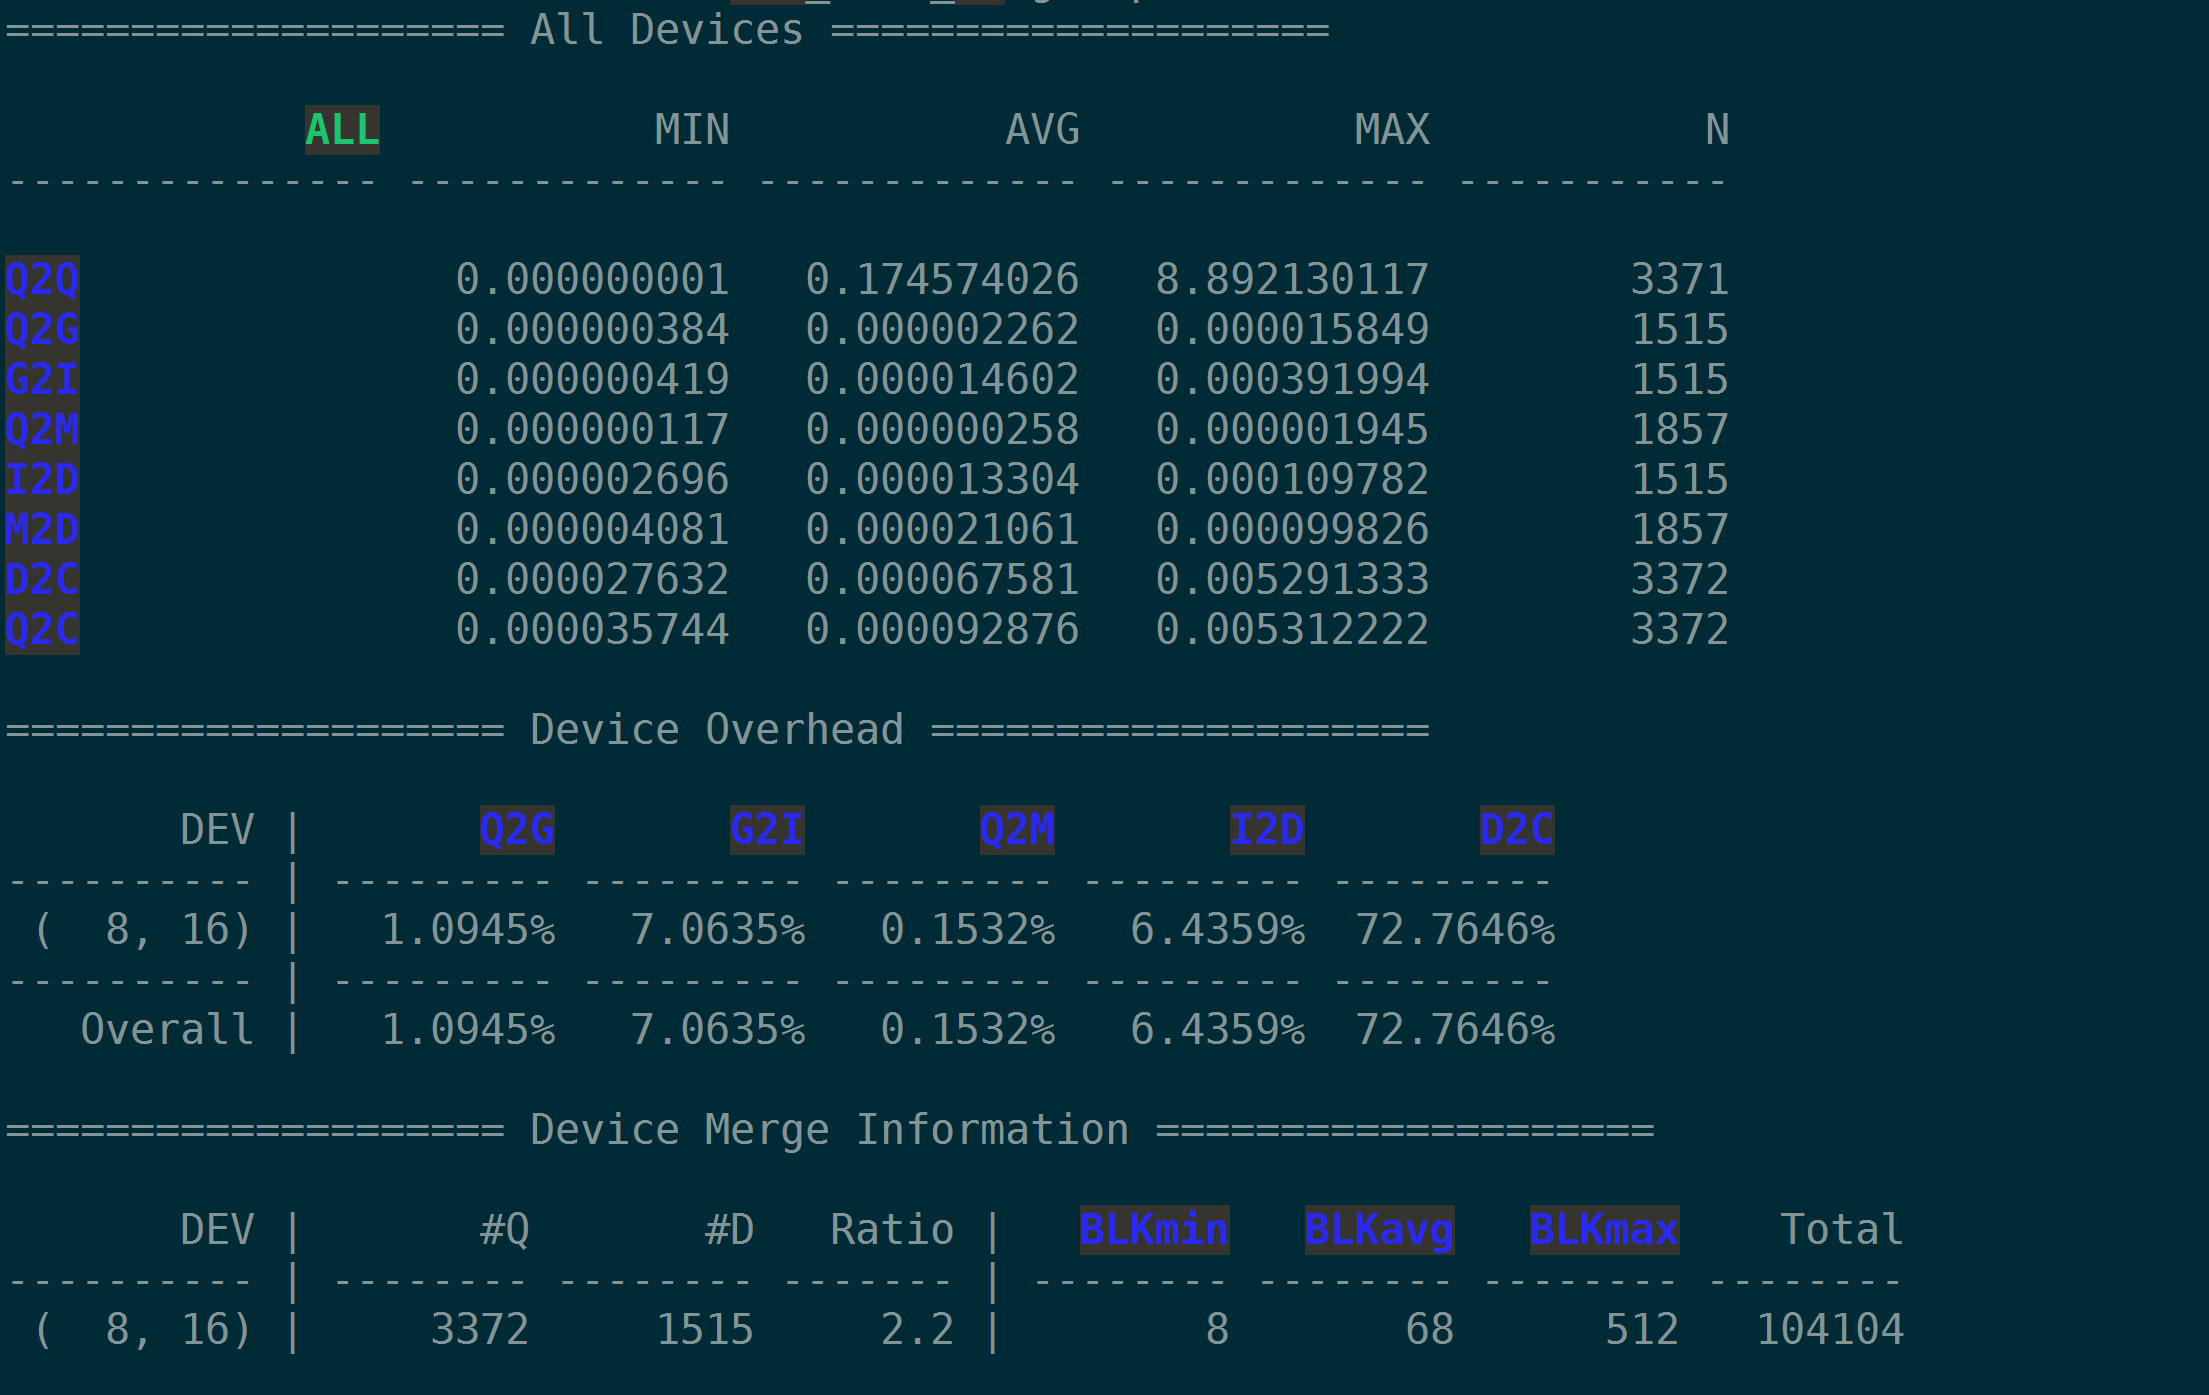 ==================== All Devices ====================
ALL MIN AVG MAX N
--------------- ------------- ------------- ------------- -----------
Q2Q 0.000000001 0.174574026 8.892130117 3371
Q2G 0.000000384 0.000002262 0.000015849 1515
G2I 0.000000419 0.000014602 0.000391994 1515
Q2M 0.000000117 0.000000258 0.000001945 1857
I2D 0.000002696 0.000013304 0.000109782 1515
M2D 0.000004081 0.000021061 0.000099826 1857
D2C 0.000027632 0.000067581 0.005291333 3372
Q2C 0.000035744 0.000092876 0.005312222 3372
==================== Device Overhead ====================
DEV | Q2G G2I Q2M I2D D2C
---------- | --------- --------- --------- --------- ---------
( 8, 16) | 1.0945% 7.0635% 0.1532% 6.4359% 72.7646%
---------- | --------- --------- --------- --------- ---------
Overall | 1.0945% 7.0635% 0.1532% 6.4359% 72.7646%
==================== Device Merge Information ====================
DEV | #Q #D Ratio | BLKmin BLKavg BLKmax Total
---------- | -------- -------- ------- | -------- -------- -------- --------
( 8, 16) | 3372 1515 2.2 | 8 68 512 104104